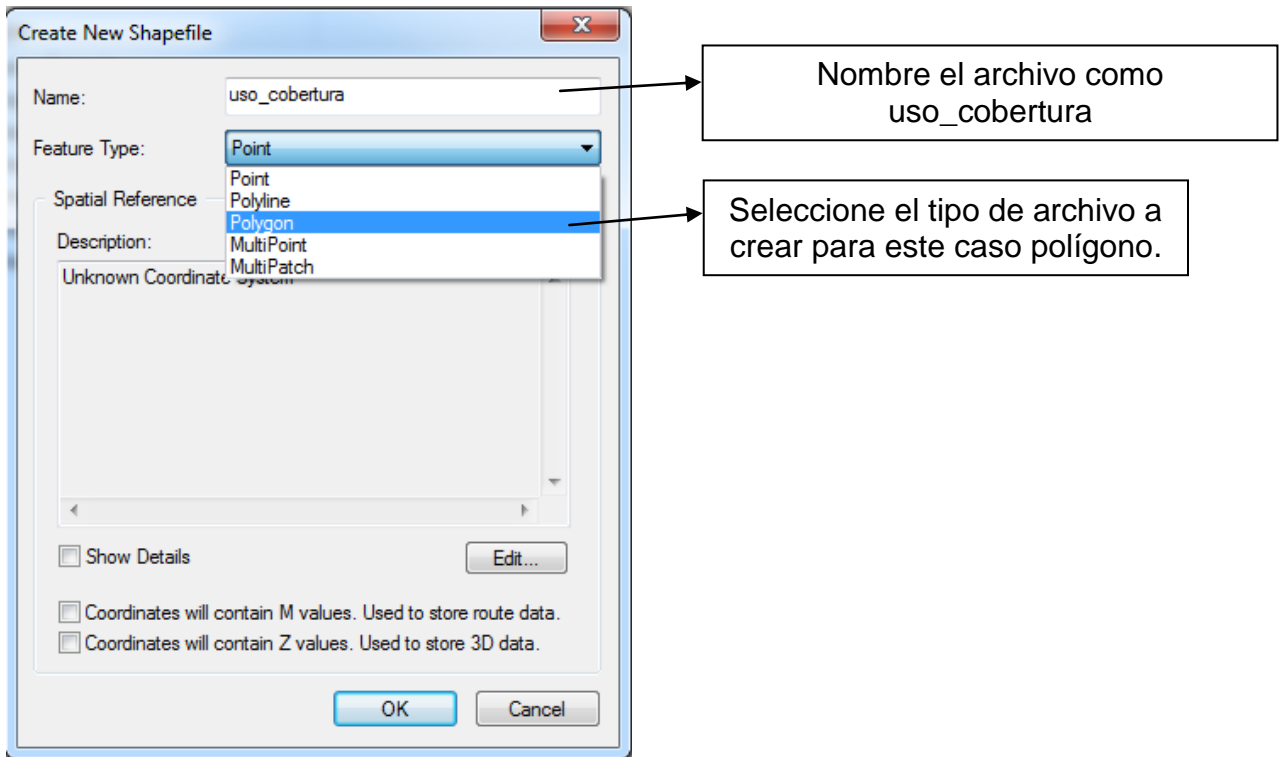 Create New Shapefile
Name:
uso_cobertura
Nombre el archivo como
uso_cobertura
Feature Type:
Point
Point
Polyline
Polygon
MultiPoint
MultiPatch
Seleccione el tipo de archivo a
crear para este caso polígono.
Spatial Reference
Description:
Unknown Coordinate System
Show Details
Edit...
Coordinates will contain M values. Used to store route data.
Coordinates will contain Z values. Used to store 3D data.
OK
Cancel